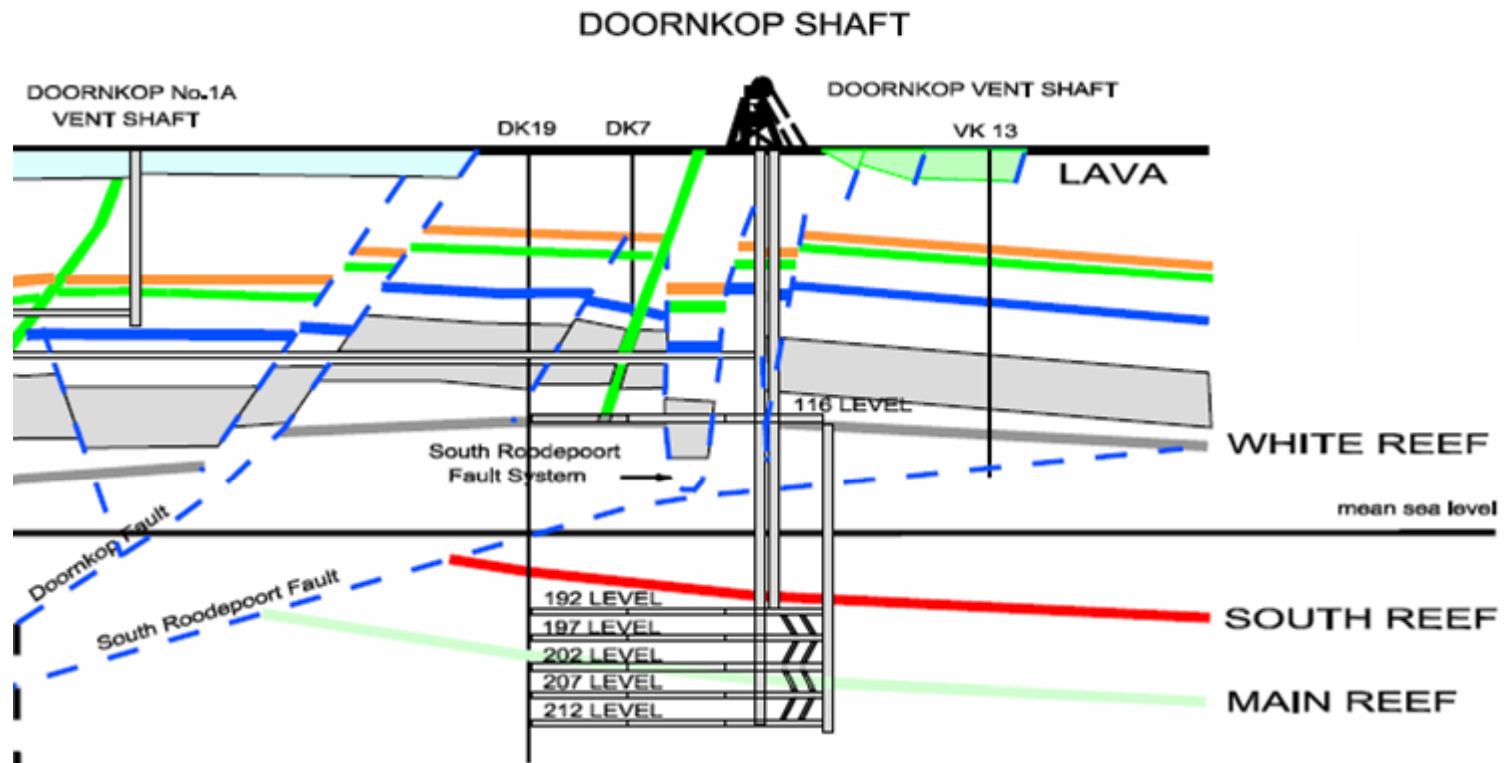 DOORNKOP SHAFT
DOORNKOP No.1A
VENT SHAFT
DOORNKOP VENT SHAFT
DK19
DK7
VK 13
LAVA
116 LEVEL
WHITE REEF
South Roodepoort
Fault System
mean sea level
Doornkop Fault
South Roodepoort Fault
192 LEVEL
SOUTH REEF
197 LEVEL
202 LEVEL
207 LEVEL
MAIN REEF
212 LEVEL